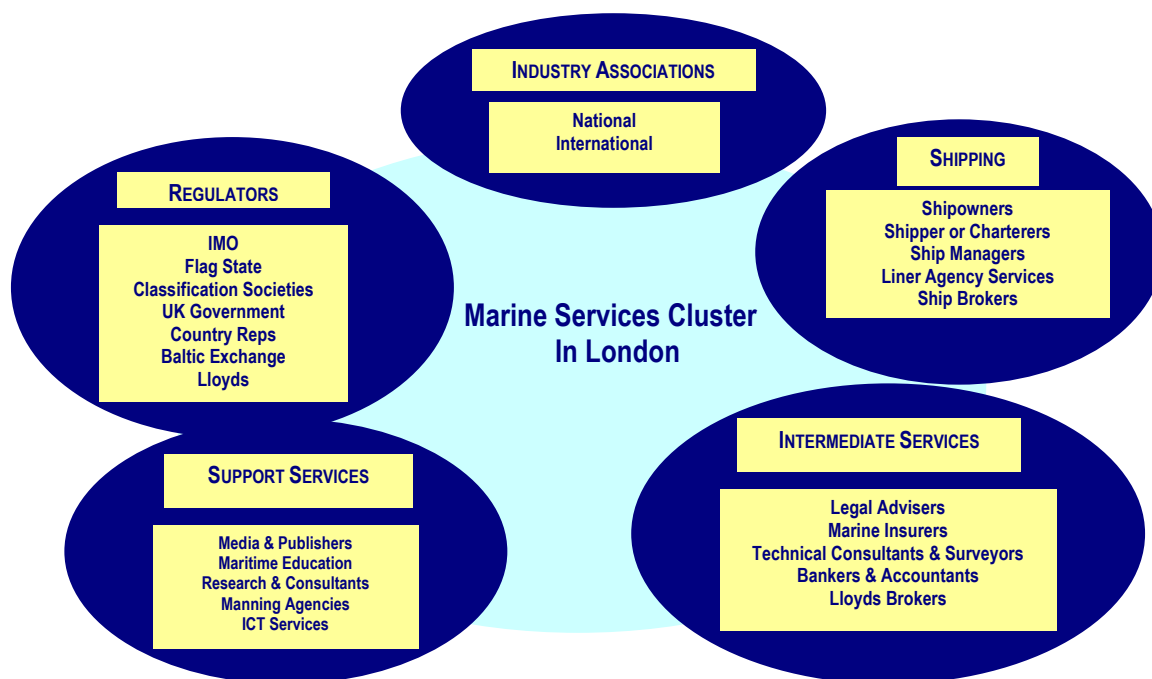 INDUSTRY ASSOCIATIONS
National
International
SHIPPING
Shipowners
Shipper or Charterers
Ship Managers
Liner Agency Services
Ship Brokers
REGULATORS
IMO
Flag State
Classification Societies
UK Government
Country Reps
Baltic Exchange
Lloyds
Marine Services Cluster
In London
INTERMEDIATE SERVICES
Legal Advisers
Marine Insurers
Technical Consultants & Surveyors
Bankers & Accountants
Lloyds Brokers
SUPPORT SERVICES
Media & Publishers
Maritime Education
Research & Consultants
Manning Agencies
ICT Services